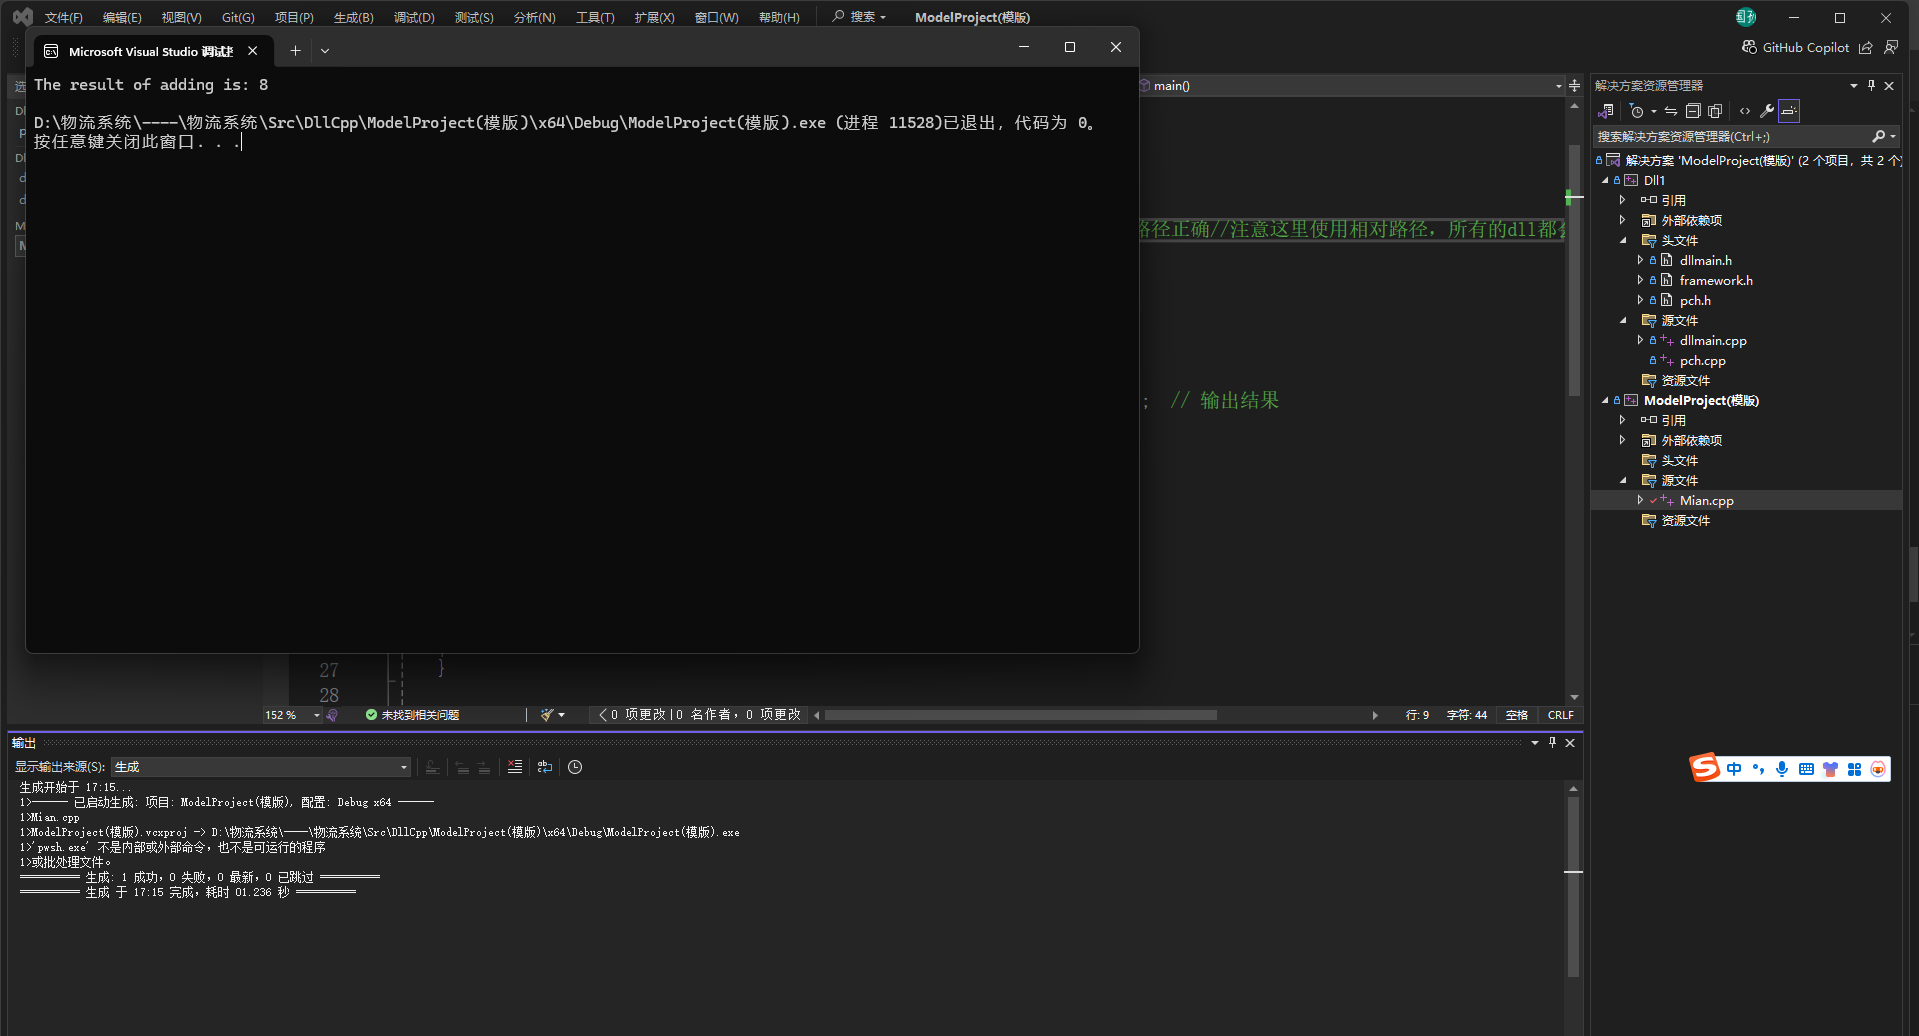 文件(F) 编辑(E) 视图(V) Git(G) 项目(P) 生成(B) 调试(D) 测试(S) 分析(N) 工具(T) 扩展(X) 窗口(W) 帮助(H) 搜索 ModelProject(模版)
GitHub Copilot
Microsoft Visual Studio 调试
The result of adding is: 8
D:\物流系统\----\物流系统\Src\DllCpp\ModelProject(模版)\x64\Debug\ModelProject(模版).exe (进程 11528)已退出，代码为 0。
按任意键关闭此窗口. . .
main()
路径正确//注意这里使用相对路径，所有的dll都
; // 输出结果
27 }
28
152 % 未找到相关问题 0 项更改 | 0 名作者，0 项更改 行: 9 字符: 44 空格 CRLF
输出
显示输出来源(S): 生成
生成开始于 17:15...
1>------ 已启动生成: 项目: ModelProject(模版), 配置: Debug x64 ------
1>Mian.cpp
1>ModelProject(模版).vcxproj -> D:\物流系统\----\物流系统\Src\DllCpp\ModelProject(模版)\x64\Debug\ModelProject(模版).exe
1>'pwsh.exe' 不是内部或外部命令，也不是可运行的程序
1>或批处理文件。
========== 生成: 1 成功，0 失败，0 最新，0 已跳过 ==========
========== 生成 于 17:15 完成，耗时 01.236 秒 ==========
解决方案资源管理器
搜索解决方案资源管理器(Ctrl+;)
解决方案 'ModelProject(模版)' (2 个项目，共 2 个)
Dll1
引用
外部依赖项
头文件
dllmain.h
framework.h
pch.h
源文件
dllmain.cpp
pch.cpp
资源文件
ModelProject(模版)
引用
外部依赖项
头文件
源文件
Mian.cpp
资源文件
中